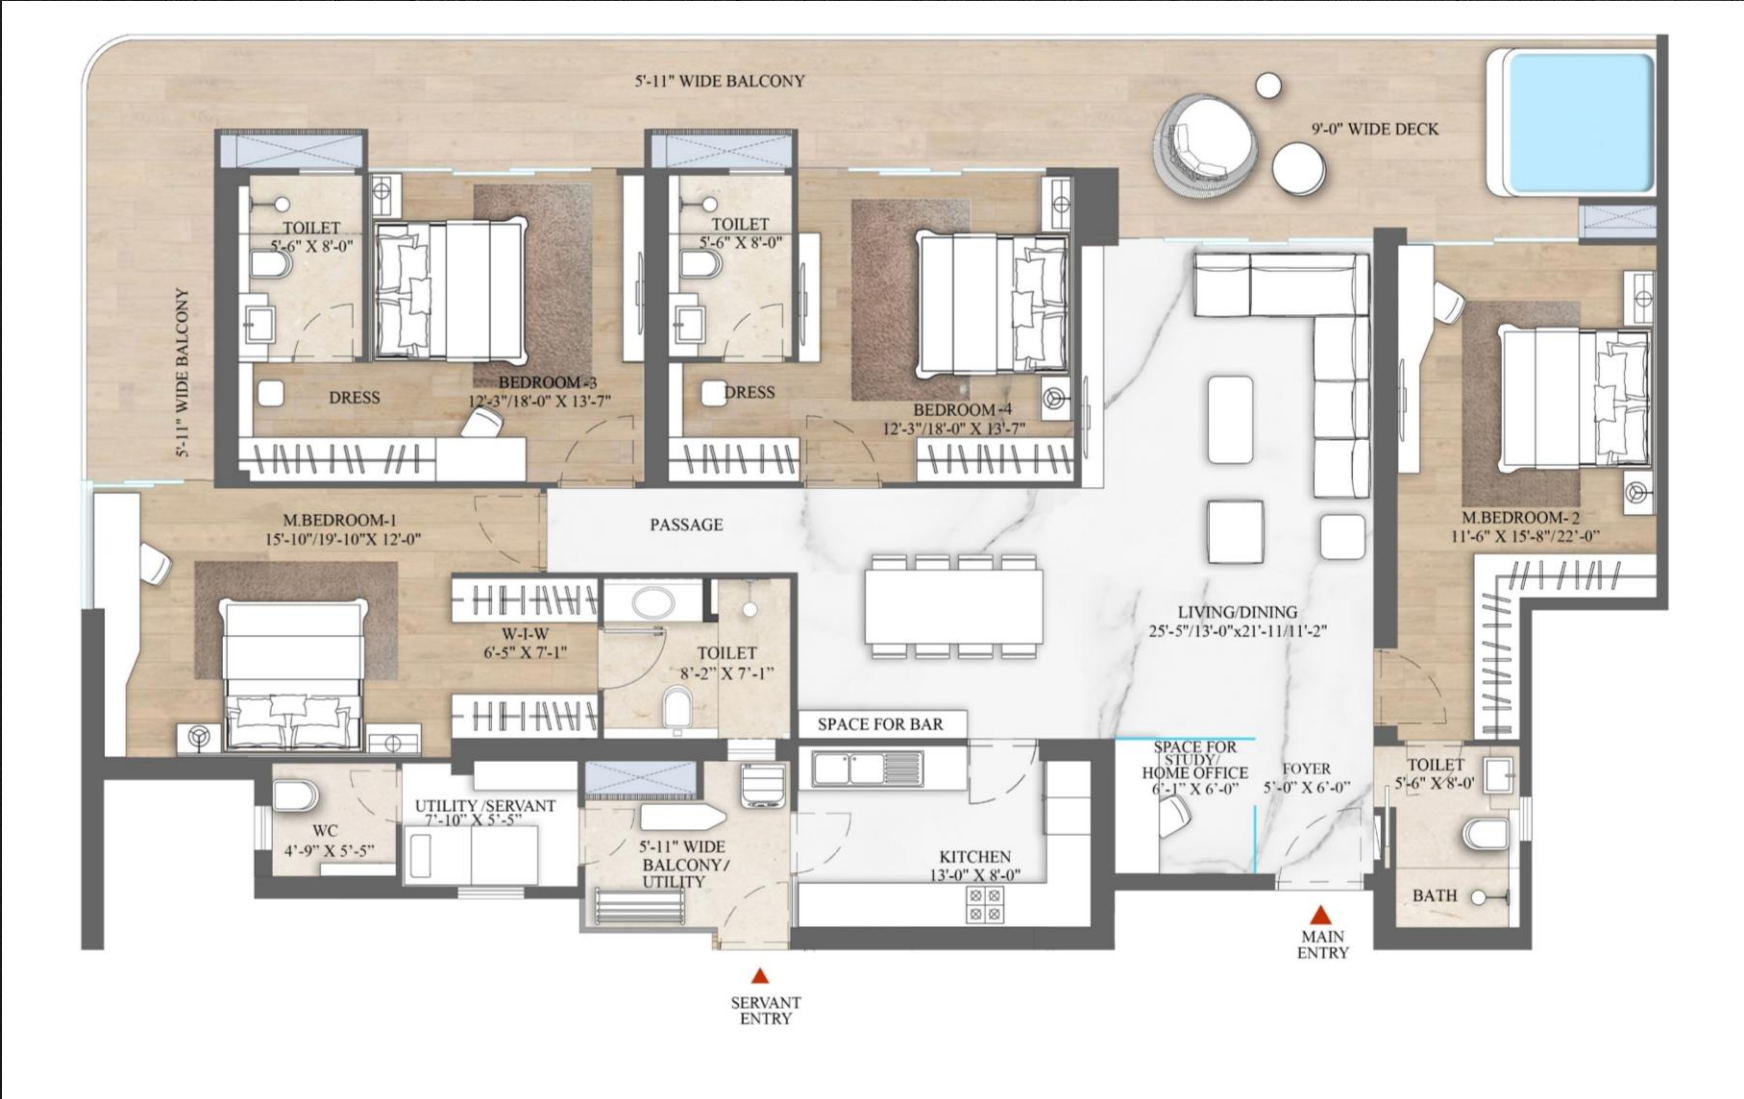 5'-11" WIDE BALCONY
9'-0" WIDE DECK
5'-11" WIDE BALCONY
TOILET
5'-6" X 8'-0"
DRESS
BEDROOM-3
12'-3"/18'-0" X 13'-7"
TOILET
5'-6" X 8'-0"
DRESS
BEDROOM-4
12'-3"/18'-0" X 13'-7"
M.BEDROOM-1
15'-10"/19'-10"X 12'-0"
PASSAGE
M.BEDROOM- 2
11'-6" X 15'-8"/22'-0"
W-I-W
6'-5" X 7'-1"
TOILET
8'-2" X 7'-1"
LIVING/DINING
25'-5"/13'-0"x21'-11/11'-2"
SPACE FOR BAR
SPACE FOR
STUDY/
HOME OFFICE
6'-1" X 6'-0"
FOYER
5'-0" X 6'-0"
TOILET
5'-6" X 8'-0'
BATH
UTILITY /SERVANT
7'-10" X 5'-5"
WC
4'-9" X 5'-5"
5'-11" WIDE
BALCONY/
UTILITY
KITCHEN
13'-0" X 8'-0"
MAIN
ENTRY
SERVANT
ENTRY